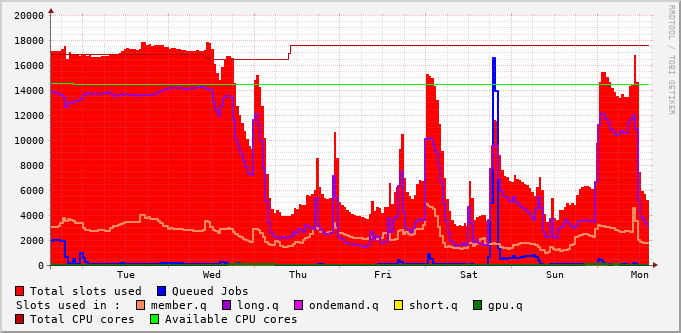 20000
18000
16000
14000
12000
10000
8000
6000
4000
2000
0
Tue Wed Thu Fri Sat Sun Mon
RRDTOOL / TOBI OETIKER
Total slots used Queued Jobs
Slots used in : member.q long.q ondemand.q short.q gpu.q
Total CPU cores Available CPU cores